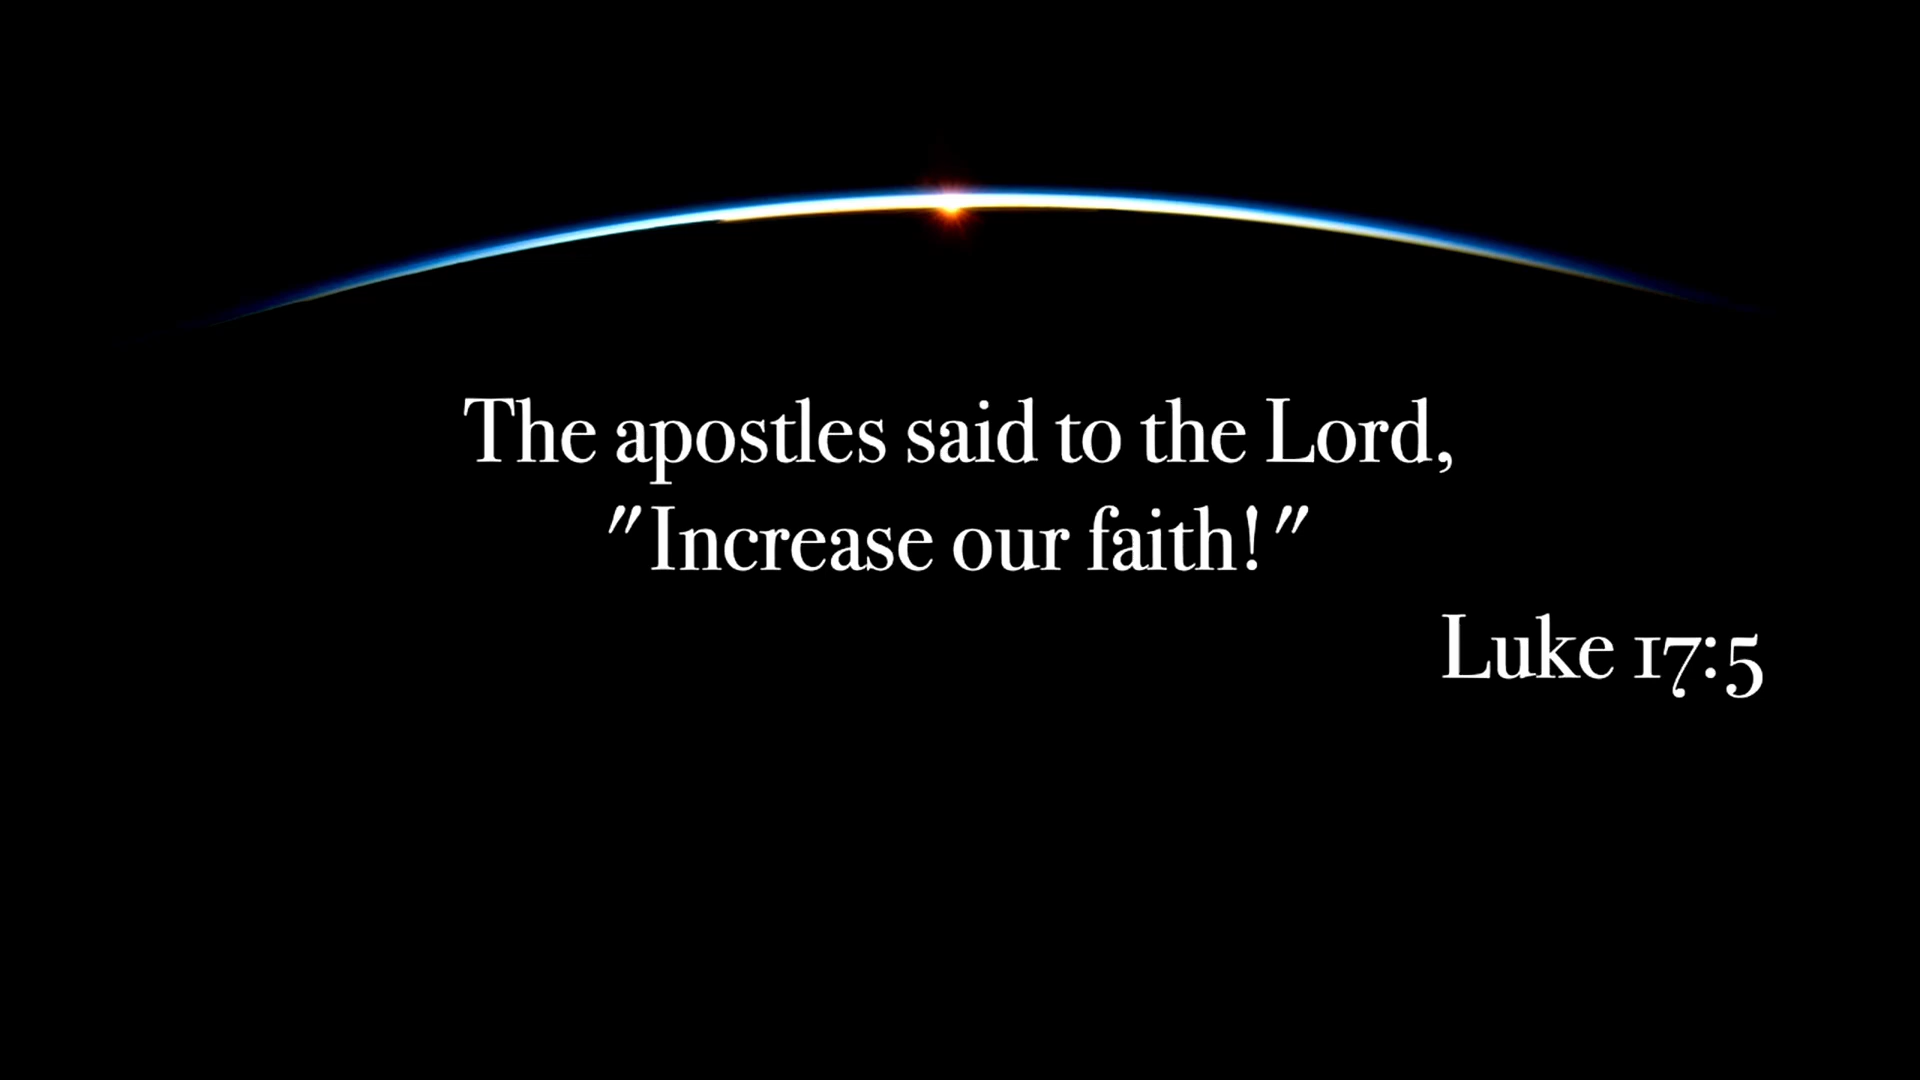 The apostles said to the Lord,
"Increase our faith!"
Luke 17:5